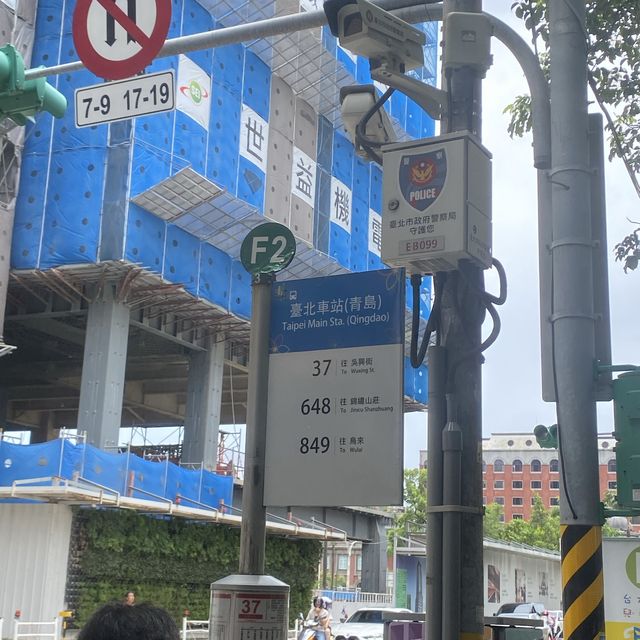 7-9 17-19
世益機電
POLICE
臺北市政府警察局
守護您
EB099
F2
臺北車站(青島)
Taipei Main Sta. (Qingdao)
37 往 吳興街
To Wuxing St.
648 往 錦繡山莊
To Jinxiu Shanzhuang
849 往 烏來
To Wulai
37